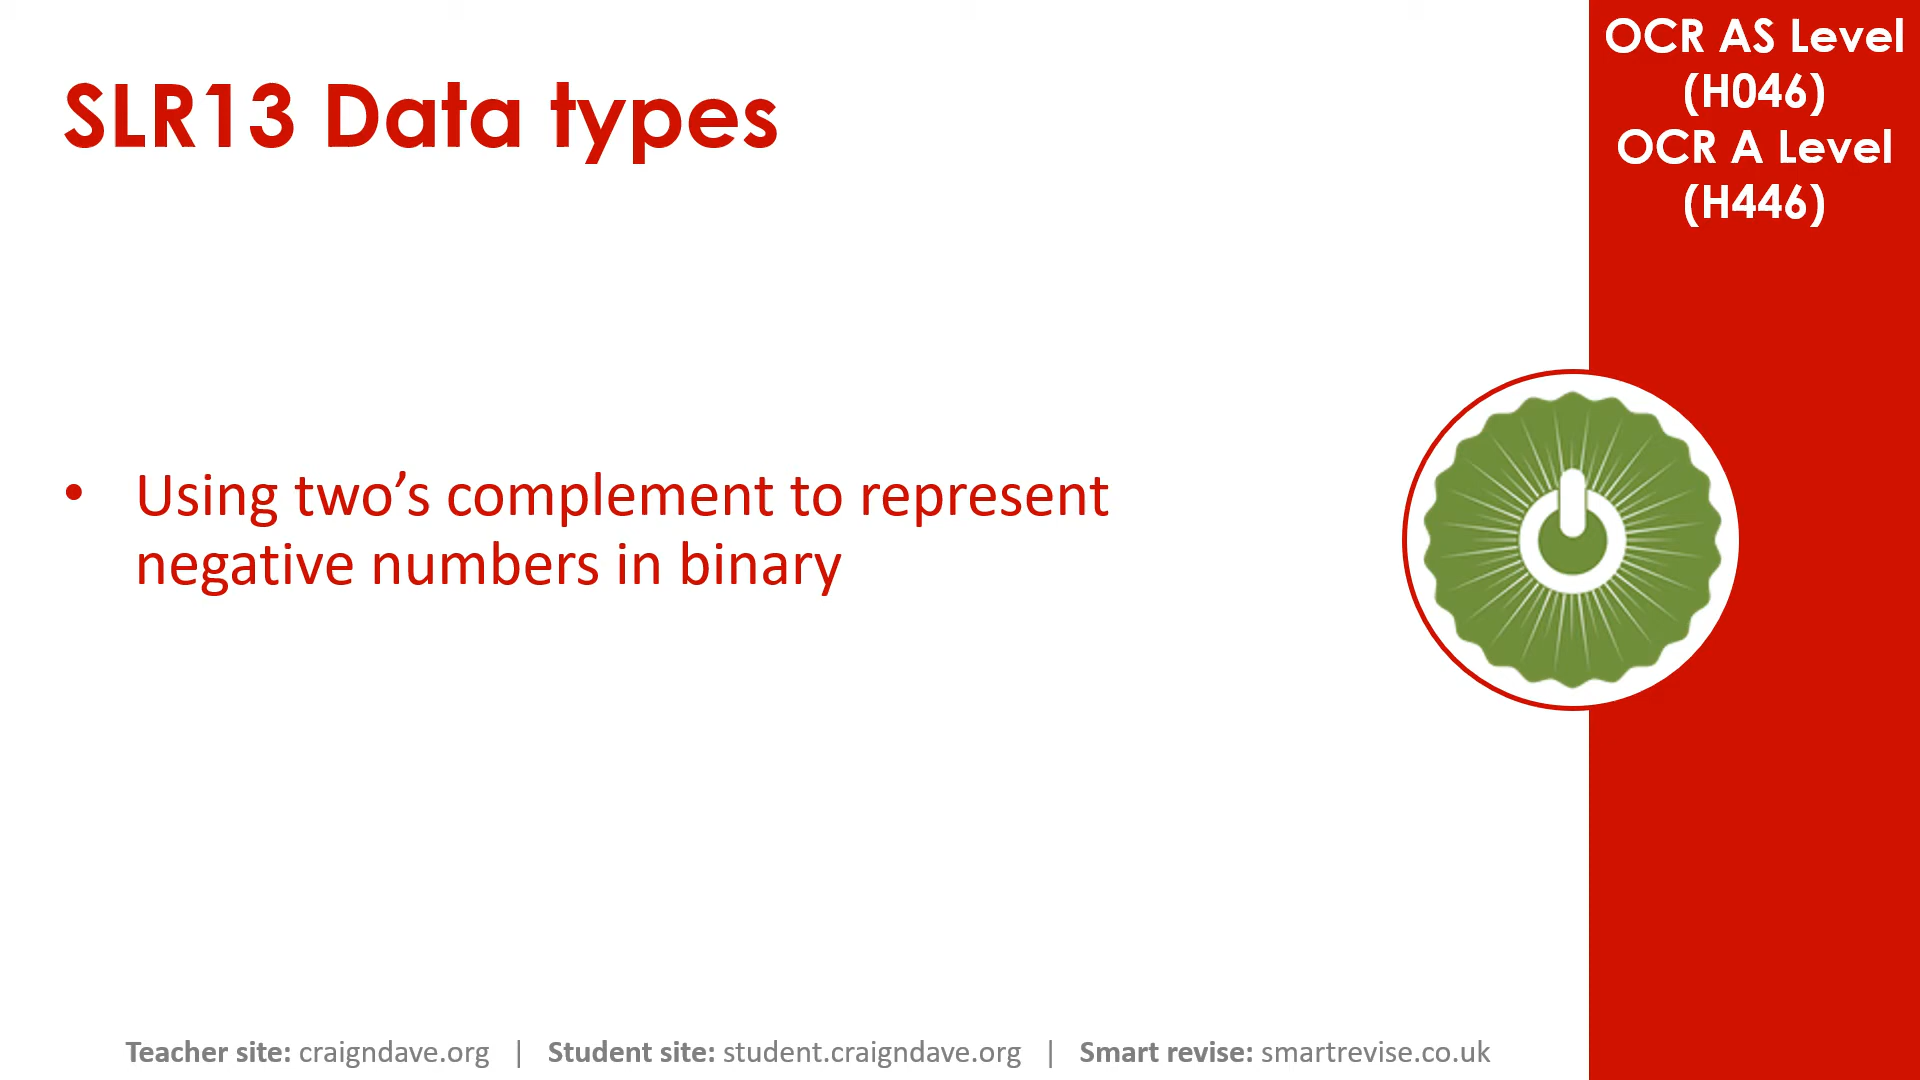 SLR13 Data types
OCR AS Level
(H046)
OCR A Level
(H446)
• Using two’s complement to represent
negative numbers in binary
Teacher site: craigndave.org | Student site: student.craigndave.org | Smart revise: smartrevise.co.uk